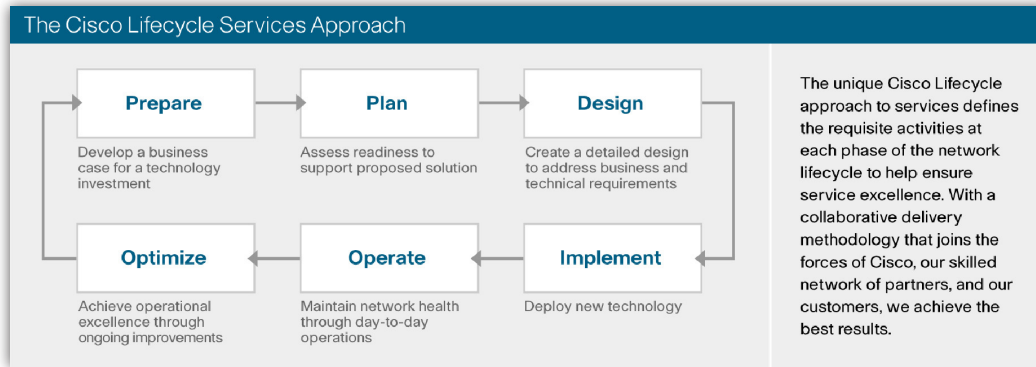 The Cisco Lifecycle Services Approach
Prepare
Develop a business
case for a technology
investment
Plan
Assess readiness to
support proposed solution
Design
Create a detailed design
to address business and
technical requirements
Optimize
Achieve operational
excellence through
ongoing improvements
Operate
Maintain network health
through day-to-day
operations
Implement
Deploy new technology
The unique Cisco Lifecycle
approach to services defines
the requisite activities at
each phase of the network
lifecycle to help ensure
service excellence. With a
collaborative delivery
methodology that joins the
forces of Cisco, our skilled
network of partners, and our
customers, we achieve the
best results.